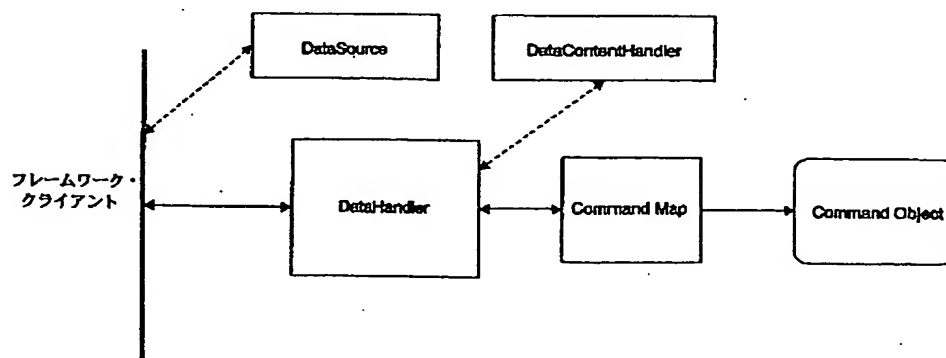 DataSource
DataContentHandler
フレームワーク・
クライアント
DataHandler
Command Map
Command Object